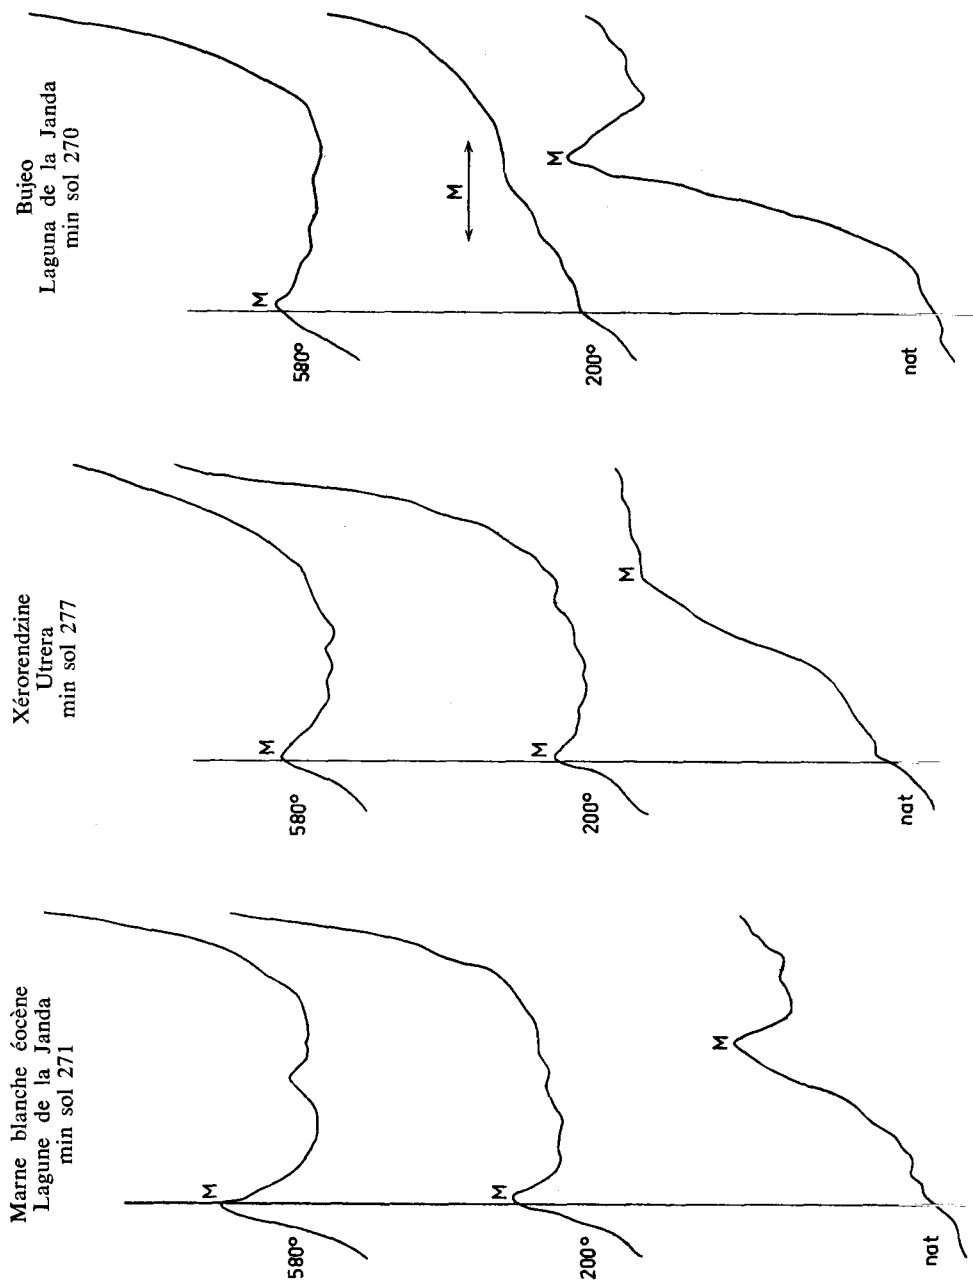 Marne blanche éocène
Lagune de la Janda
min sol 271
M
580°
M
200°
M
nat
Xérorendzine
Utrera
min sol 277
M
580°
M
200°
M
nat
Bujeo
Laguna de la Janda
min sol 270
M
580°
M
200°
M
nat